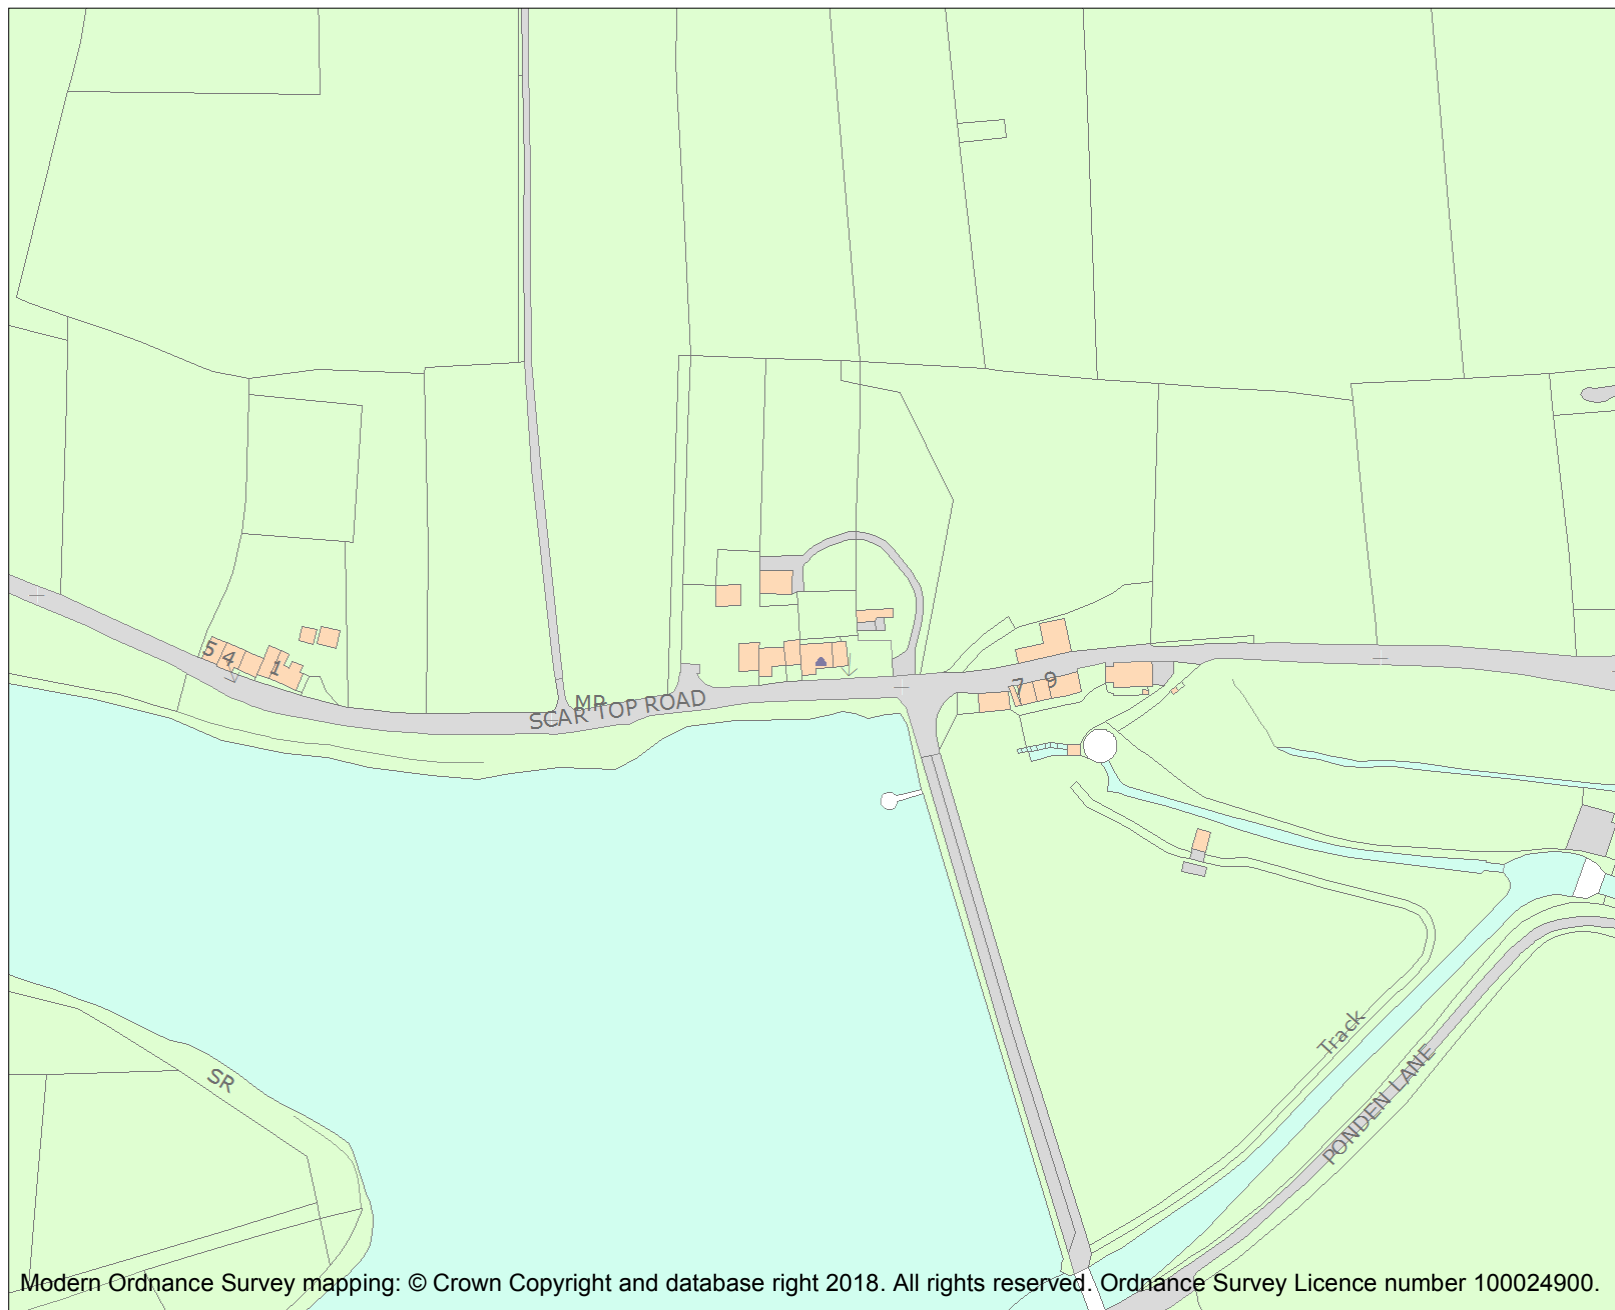 5
4
1
7
9
MP
SCAR TOP ROAD
Track
PONDEN LANE
SR
Modern Ordnance Survey mapping: © Crown Copyright and database right 2018. All rights reserved. Ordnance Survey Licence number 100024900.